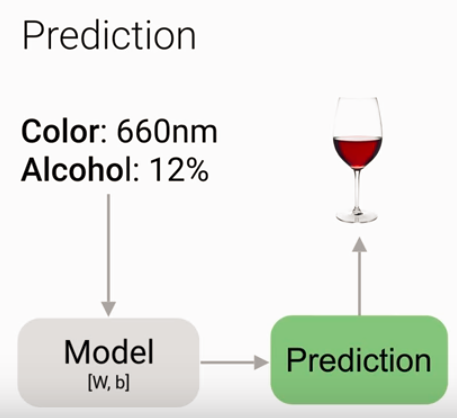 Prediction
Color: 660nm
Alcohol: 12%
Model
[W, b]
Prediction